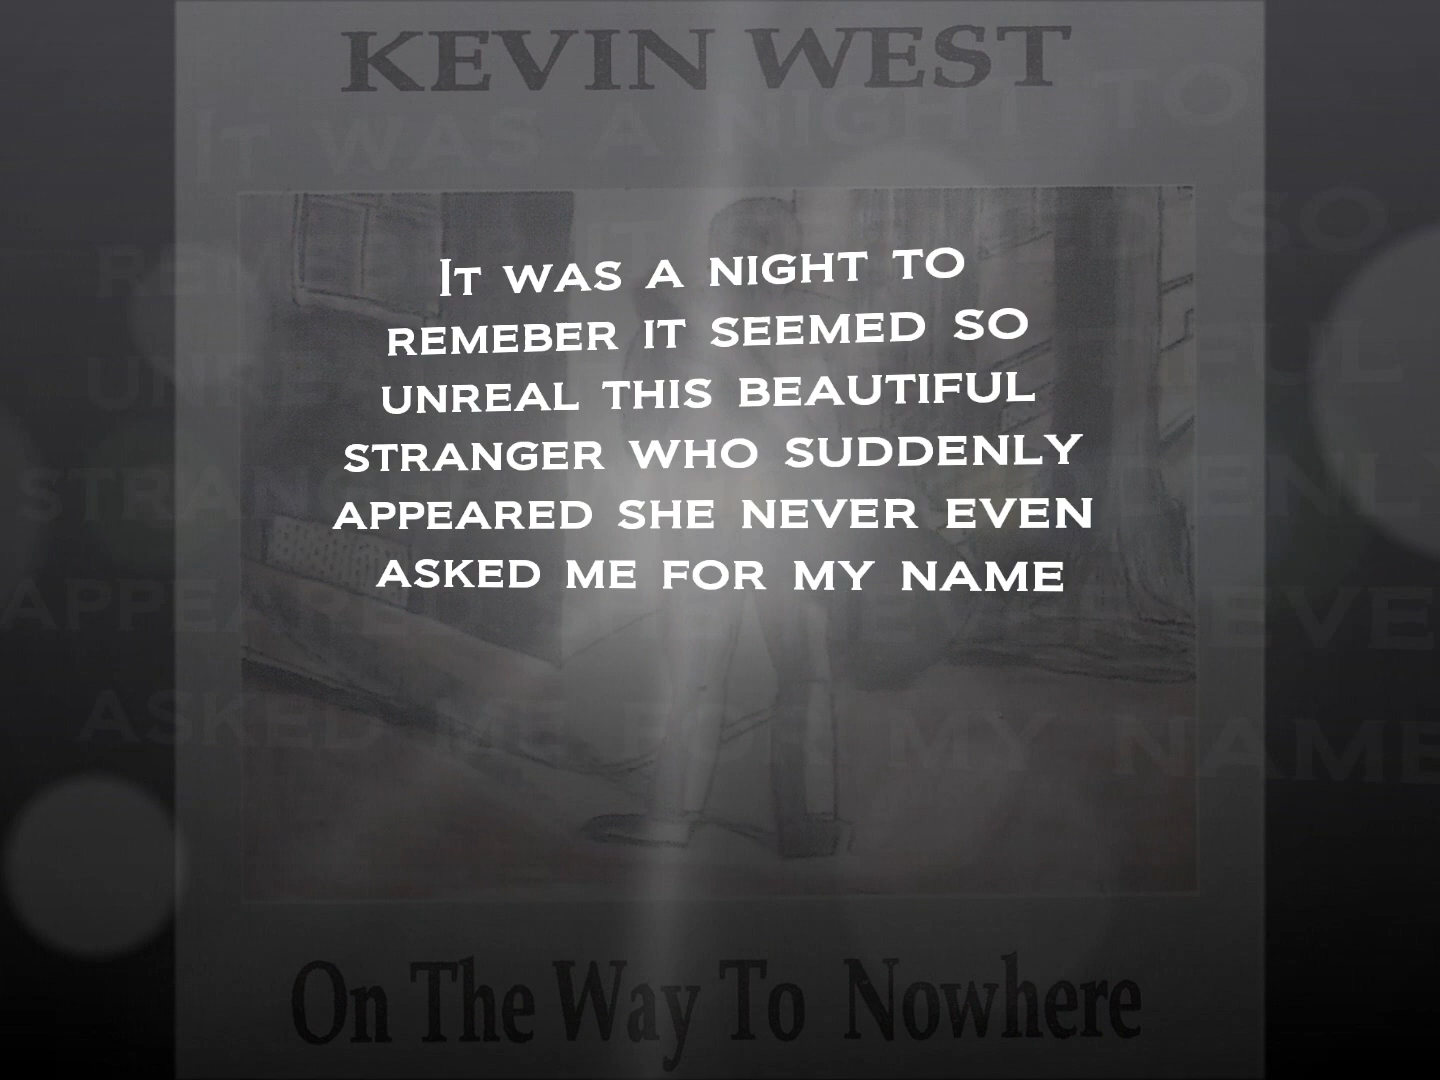 KEVIN WEST
It was a night to
remeber it seemed so
unreal this beautiful
stranger who suddenly
appeared she never even
asked me for my name
On The Way To Nowhere